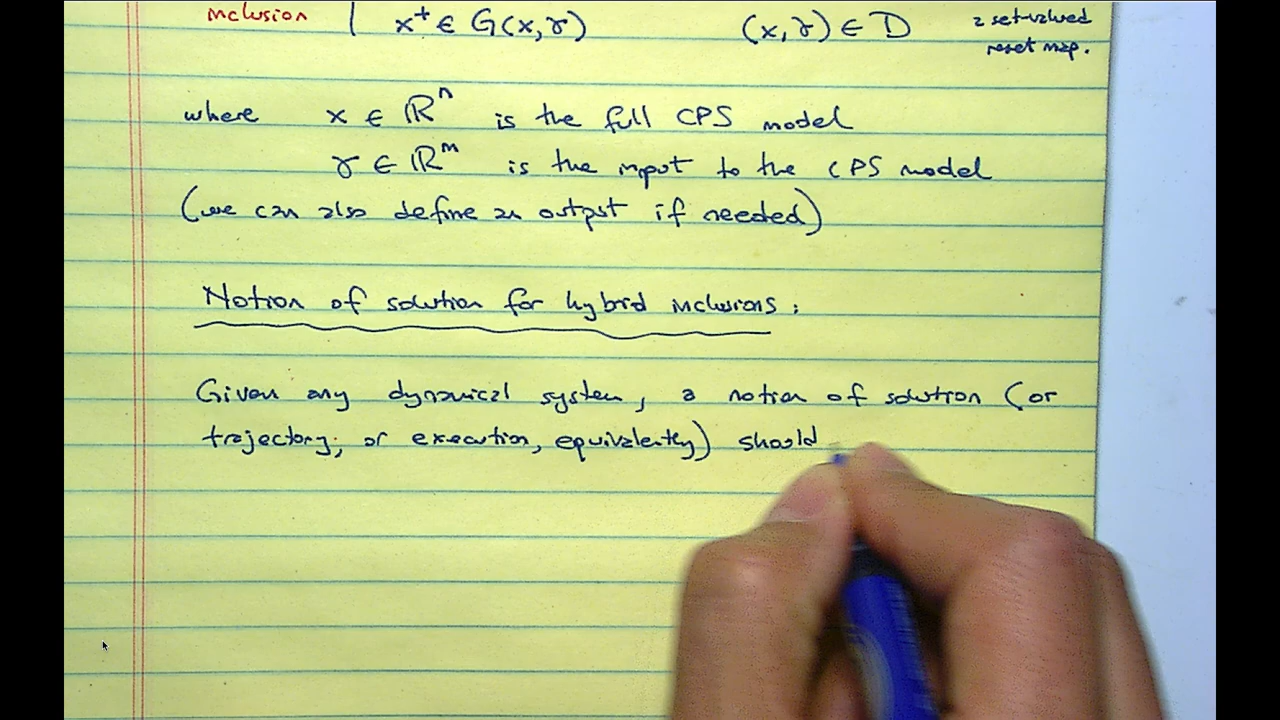 inclusion x⁺ ∈ G(x,γ) (x,γ) ∈ D a set-valued
reset map.
where x ∈ ℝⁿ is the full CPS model
γ ∈ ℝᵐ is the input to the CPS model
(we can also define an output if needed)
Notion of solution for hybrid inclusions :
Given any dynamical system, a notion of solution (or
trajectory, or execution, equivalently) should